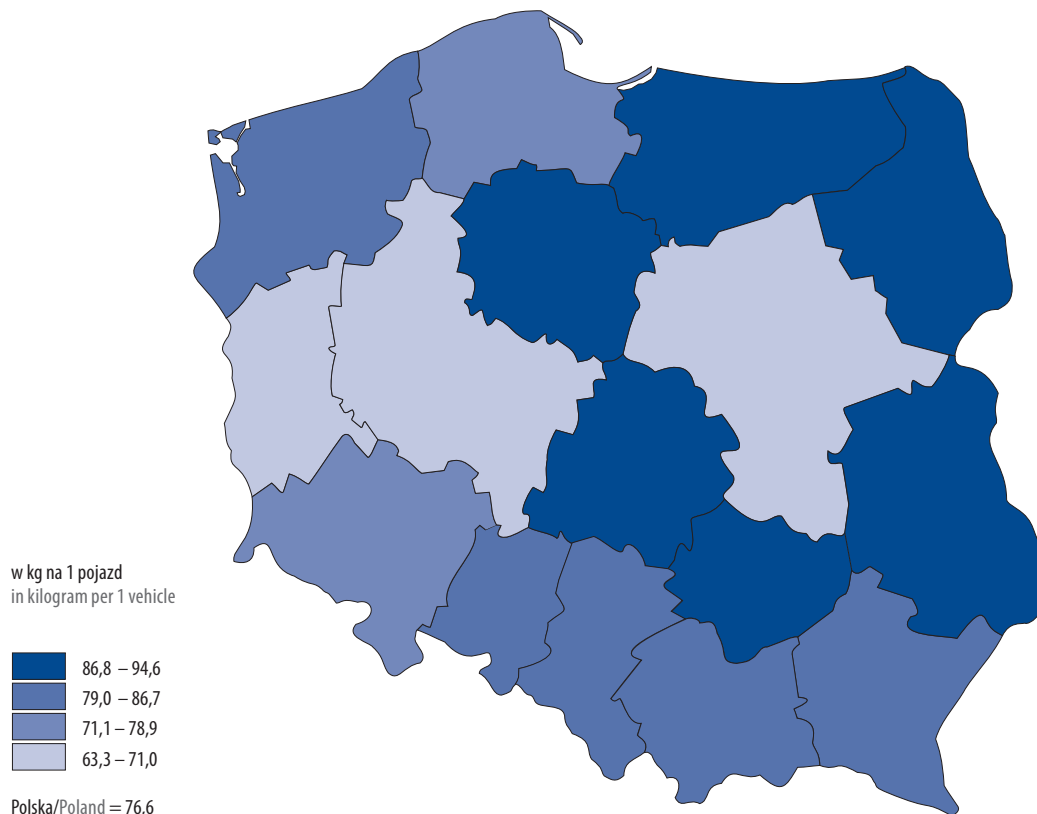 w kg na 1 pojazd
in kilogram per 1 vehicle
86,8 – 94,6
79,0 – 86,7
71,1 – 78,9
63,3 – 71,0
Polska/Poland = 76,6